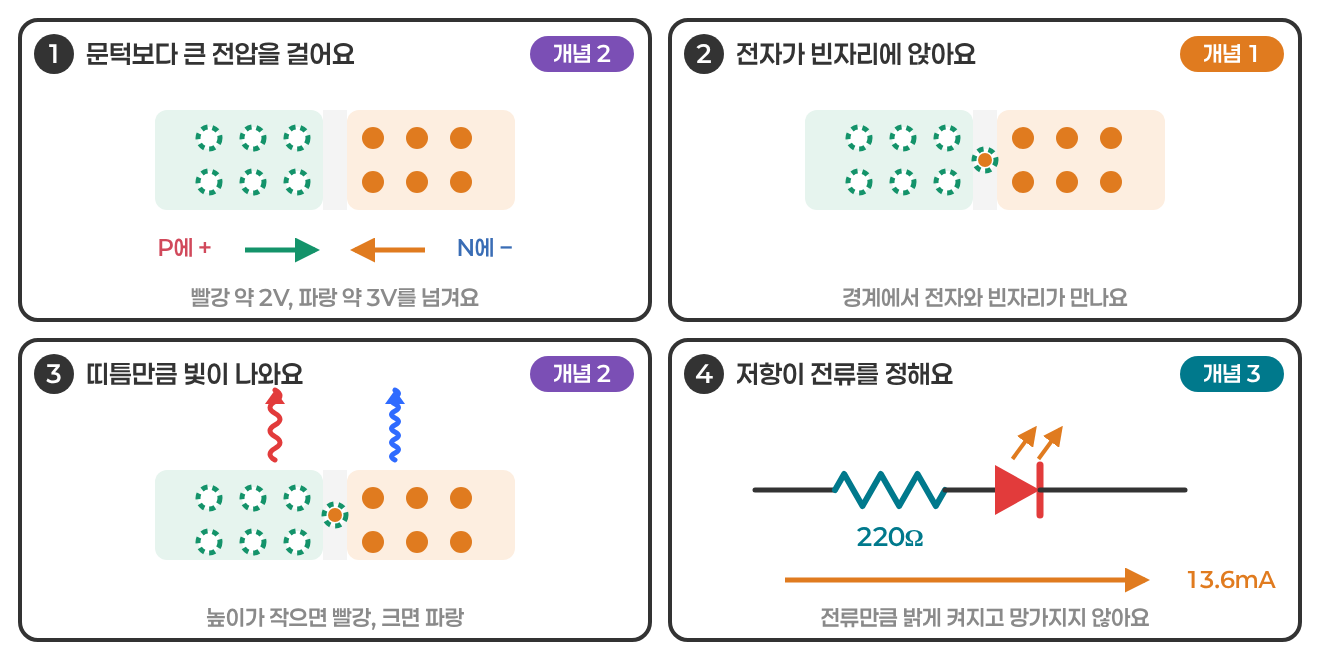 1 문턱보다 큰 전압을 걸어요 개념 2
P에 + N에 −
빨강 약 2V, 파랑 약 3V를 넘겨요
2 전자가 빈자리에 앉아요 개념 1
경계에서 전자와 빈자리가 만나요
3 띠틈만큼 빛이 나와요 개념 2
높이가 작으면 빨강, 크면 파랑
4 저항이 전류를 정해요 개념 3
220Ω
13.6mA
전류만큼 밝게 켜지고 망가지지 않아요